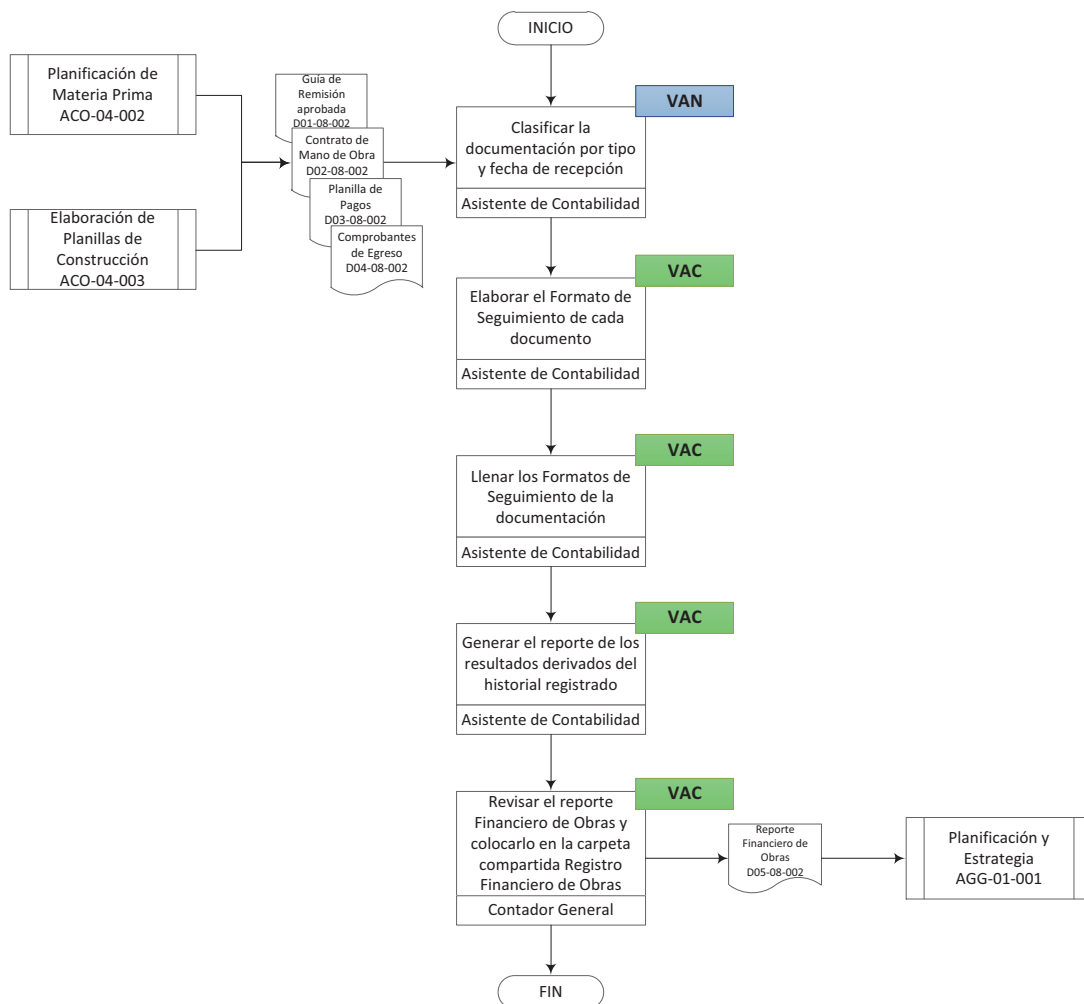 INICIO
Planificación de
Materia Prima
ACO-04-002
Elaboración de
Planillas de
Construcción
ACO-04-003
Guía de
Remisión
aprobada
D01-08-002
Contrato de
Mano de Obra
D02-08-002
Planilla de
Pagos
D03-08-002
Comprobantes
de Egreso
D04-08-002
VAN
Clasificar la
documentación por tipo
y fecha de recepción
Asistente de Contabilidad
VAC
Elaborar el Formato de
Seguimiento de cada
documento
Asistente de Contabilidad
VAC
Llenar los Formatos de
Seguimiento de la
documentación
Asistente de Contabilidad
VAC
Generar el reporte de los
resultados derivados del
historial registrado
Asistente de Contabilidad
VAC
Revisar el reporte
Financiero de Obras y
colocarlo en la carpeta
compartida Registro
Financiero de Obras
Contador General
Reporte
Financiero de
Obras
D05-08-002
Planificación y
Estrategia
AGG-01-001
FIN